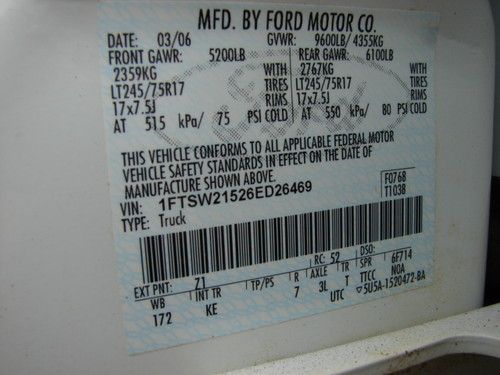 MFD. BY FORD MOTOR CO.
DATE: 03/06 GVWR: 9600LB/ 4355KG
FRONT GAWR: 5200LB REAR GAWR: 6100LB
2359KG WITH 2767KG WITH
LT245/75R17 TIRES LT245/75R17 TIRES
17x7.5J RIMS 17x7.5J RIMS
AT 515 kPa/ 75 PSI COLD AT 550 kPa/ 80 PSI COLD
THIS VEHICLE CONFORMS TO ALL APPLICABLE FEDERAL MOTOR
VEHICLE SAFETY STANDARDS IN EFFECT ON THE DATE OF
MANUFACTURE SHOWN ABOVE.
VIN: 1FTSW21526ED26469 F0768
TYPE: Truck T1038
EXT PNT: Z1 RC: 52 DSO:
WB INT TR TP/PS R AXLE TR SPR 6F714
172 KE 7 3L T TTCC NOA
UTC ▽5U5A-1520472-BA